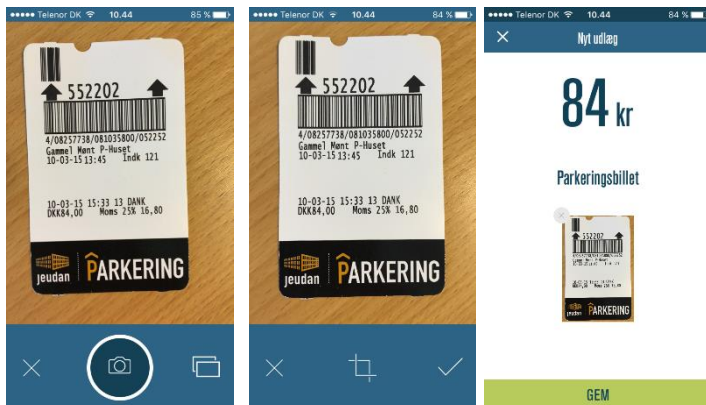 Telenor DK 10.44 85 %
552202
4/08257738/081035800/052252
Gammel Mønt P-Huset
10-03-15 13:45 Indk 121
10-03-15 15:33 13 DANK
DKK84,00 Moms 25% 16,80
jeudan PARKERING
Telenor DK 10.44 84 %
552202
4/08257738/081035800/052252
Gammel Mønt P-Huset
10-03-15 13:45 Indk 121
10-03-15 15:33 13 DANK
DKK84,00 Moms 25% 16,80
jeudan PARKERING
Telenor DK 10.44 84 %
Nyt udlæg
84 kr
Parkeringsbillet
552202
jeudan PARKERING
GEM